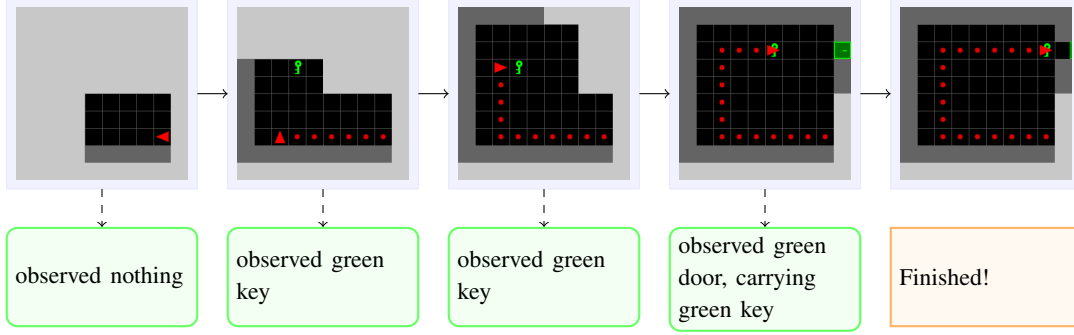 observed nothing
observed green
key
observed green
key
observed green
door, carrying
green key
Finished!